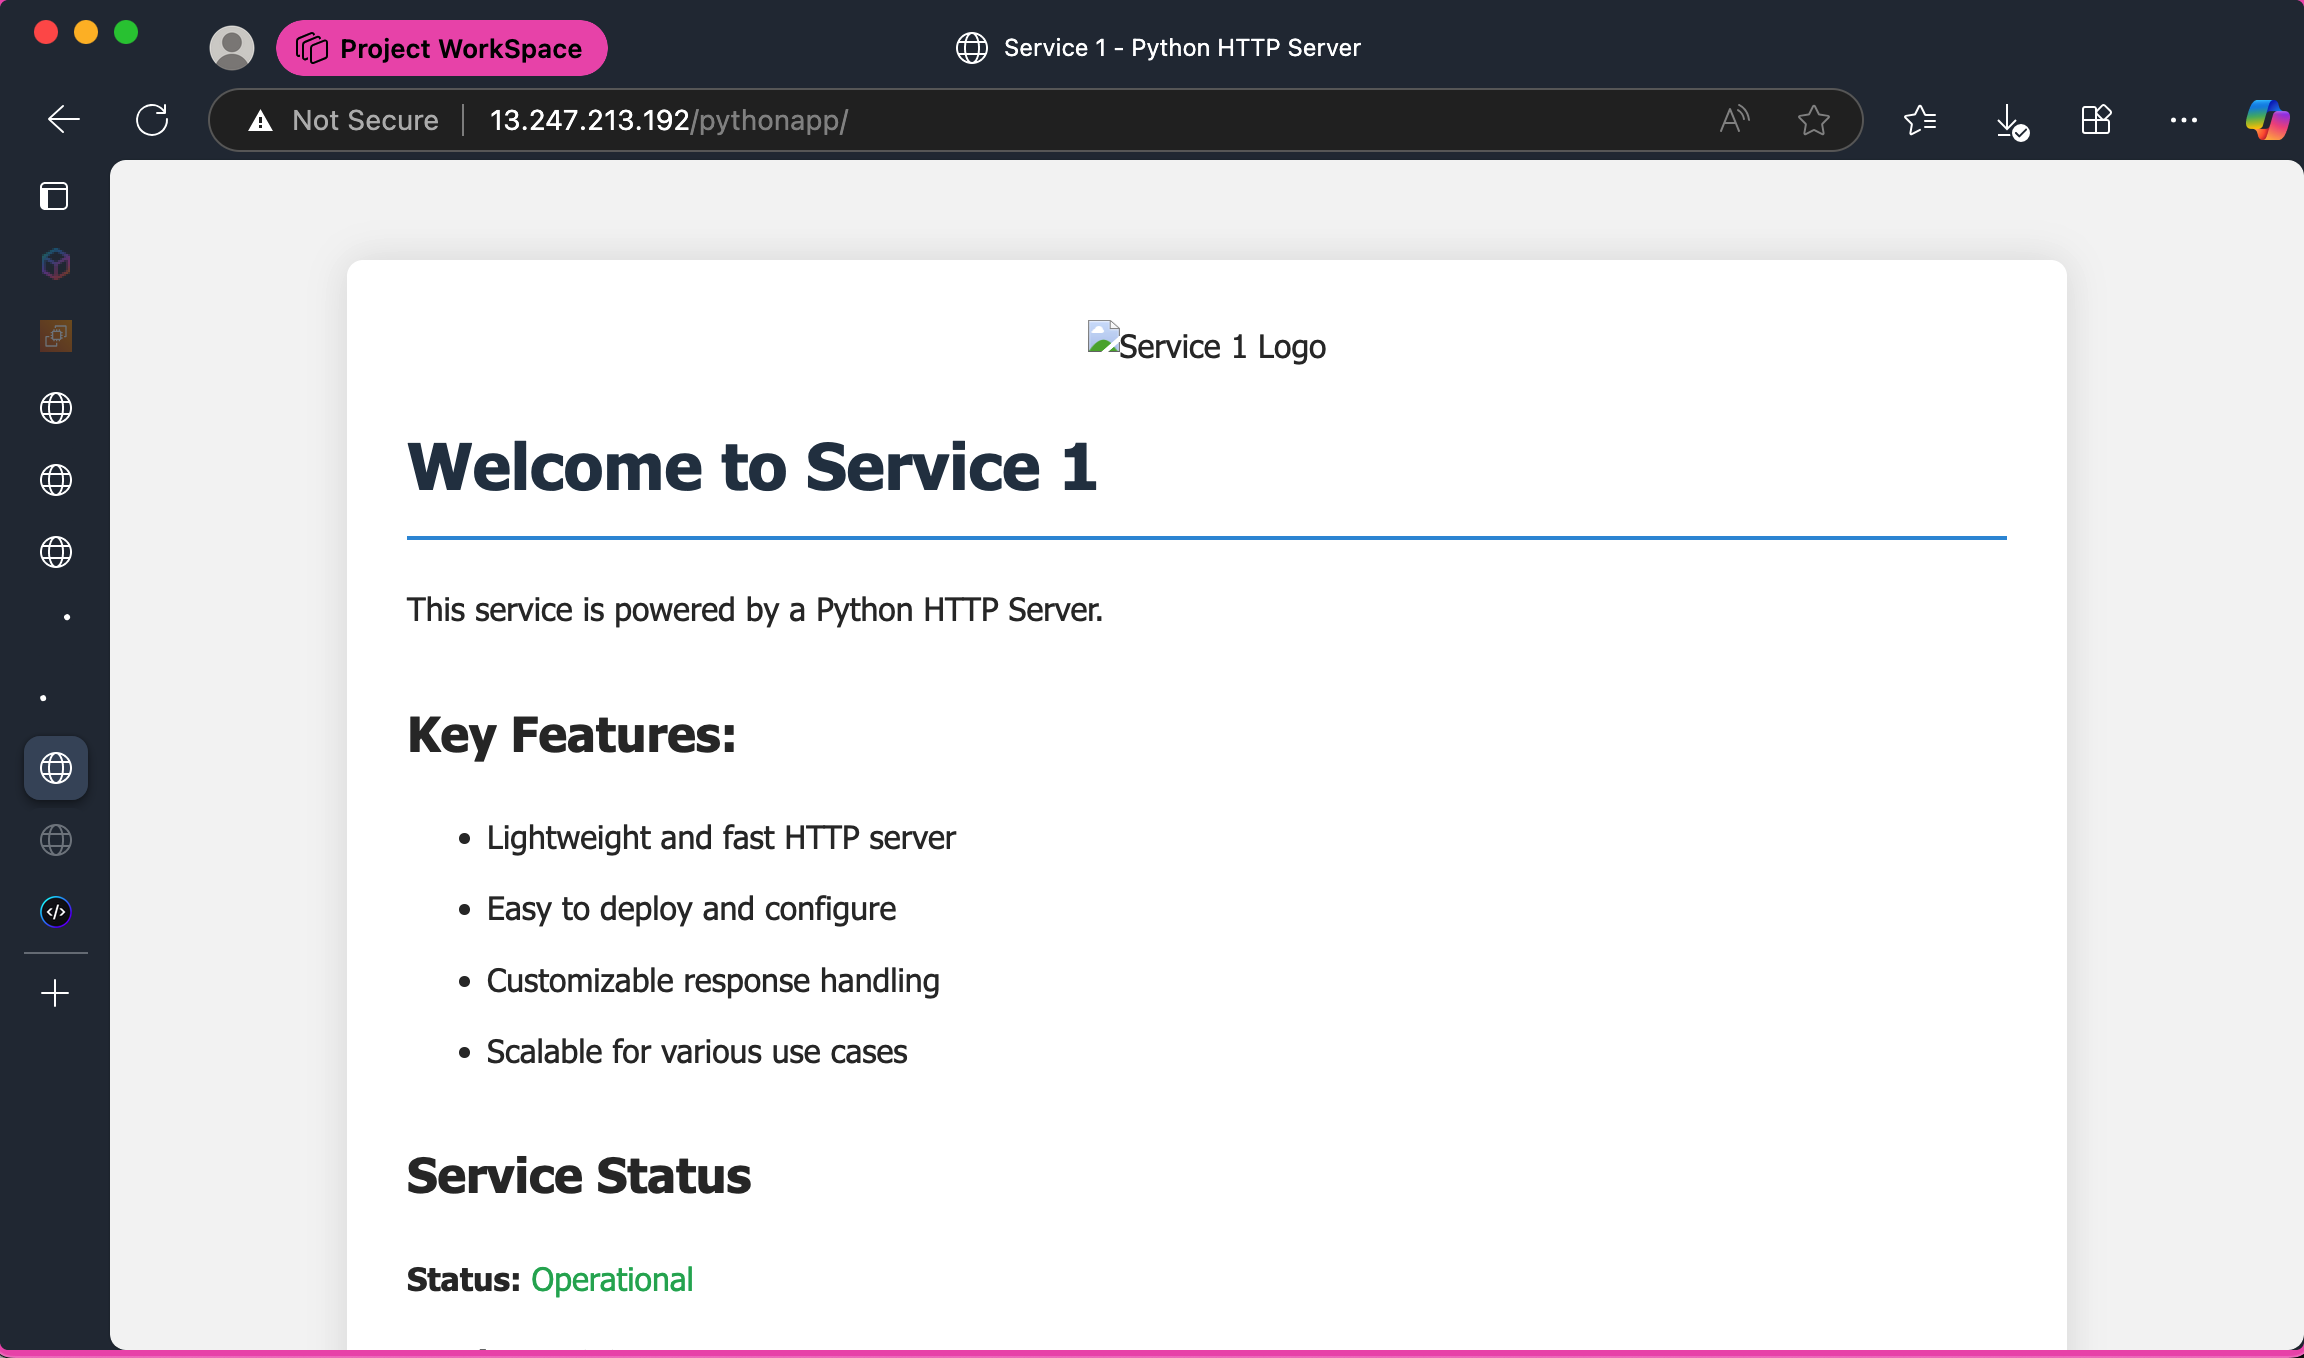 Project WorkSpace
Service 1 - Python HTTP Server
Not Secure
13.247.213.192/pythonapp/
Service 1 Logo
Welcome to Service 1
This service is powered by a Python HTTP Server.
Key Features:
• Lightweight and fast HTTP server
• Easy to deploy and configure
• Customizable response handling
• Scalable for various use cases
Service Status
Status: Operational